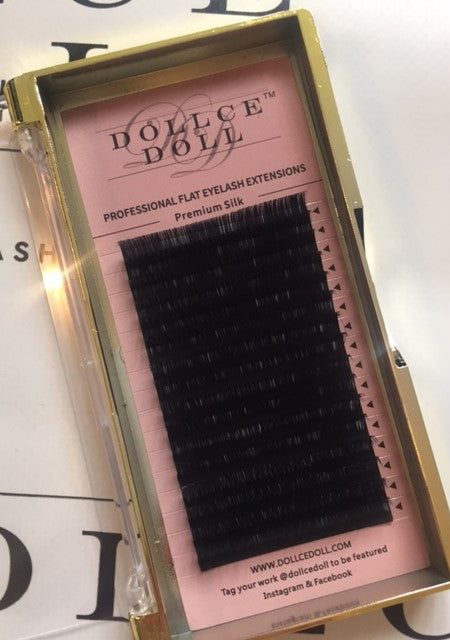 DOLLCE™
DOLL
PROFESSIONAL FLAT EYELASH EXTENSIONS
Premium Silk
ASH
WWW.DOLLCEDOLL.COM
Tag your work @dollcedoll to be featured
Instagram & Facebook